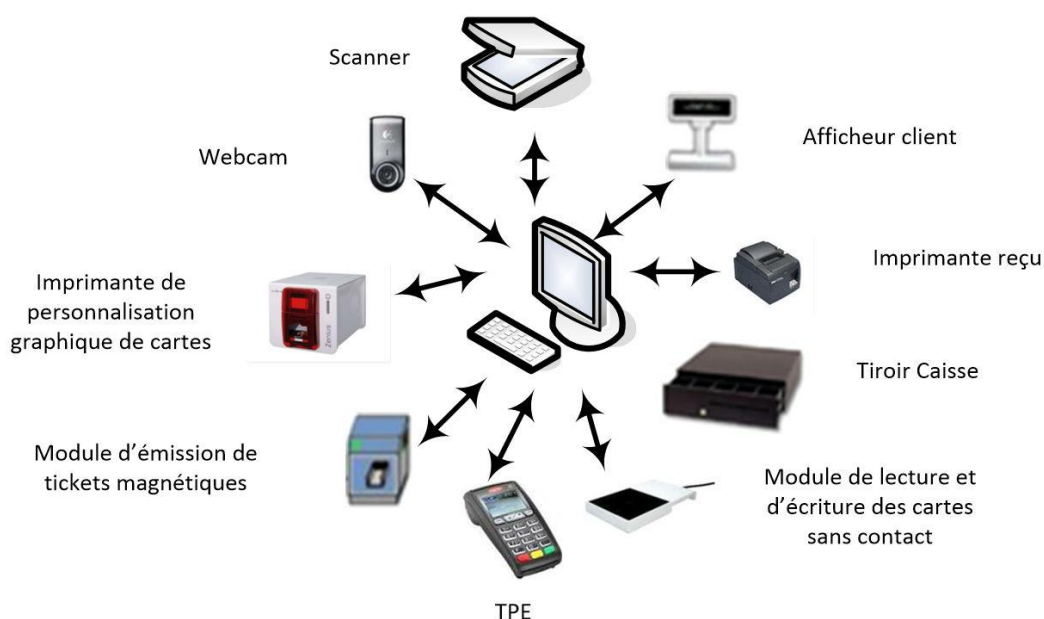 Scanner
Afficheur client
Webcam
Imprimante reçu
Imprimante de
personnalisation
graphique de cartes
Zenius
Tiroir Caisse
Module d’émission de
tickets magnétiques
Module de lecture et
d’écriture des cartes
sans contact
TPE